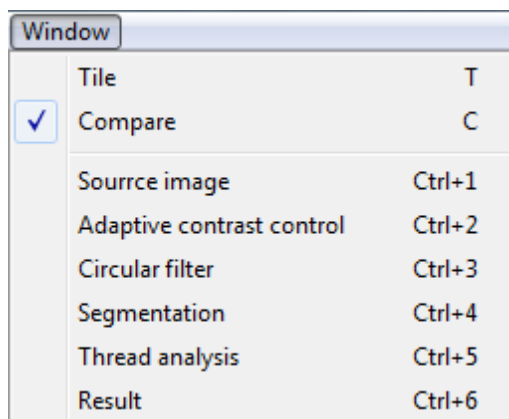 Window
Tile T
Compare C
Sourrce image Ctrl+1
Adaptive contrast control Ctrl+2
Circular filter Ctrl+3
Segmentation Ctrl+4
Thread analysis Ctrl+5
Result Ctrl+6